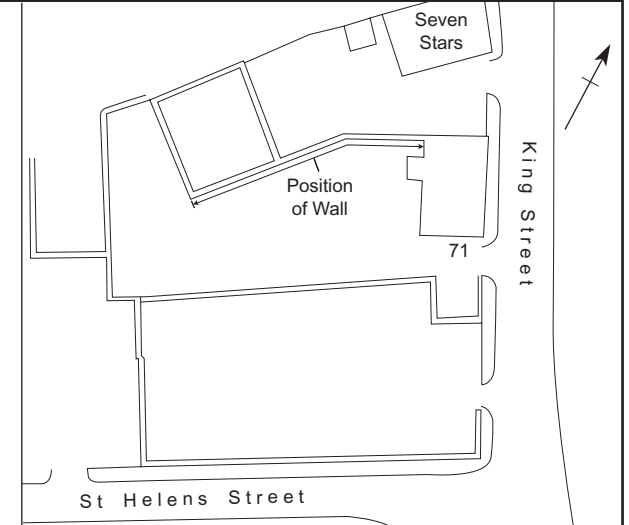 Seven
Stars
King Street
Position
of Wall
71
St Helens Street